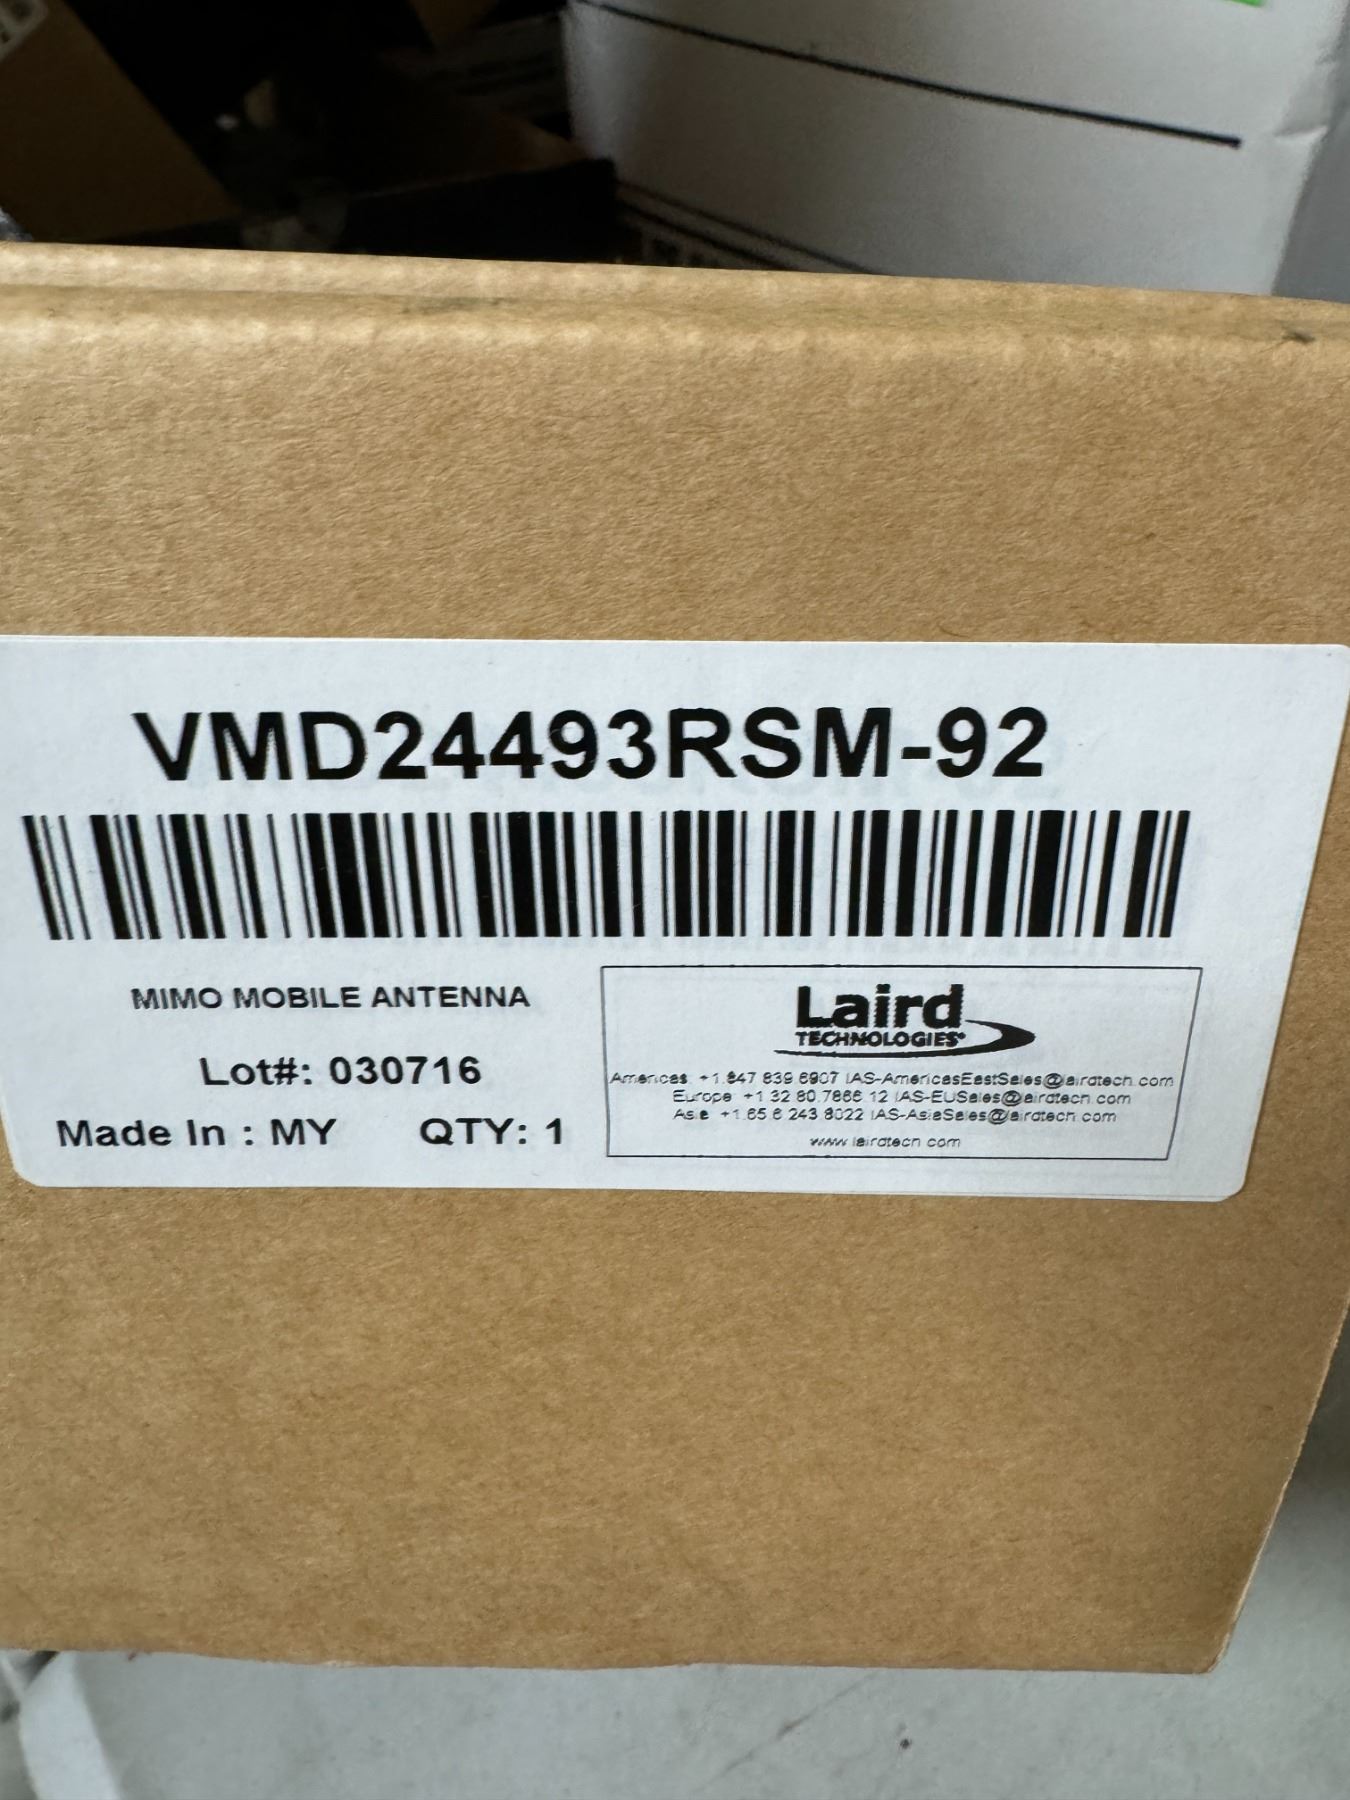 VMD24493RSM-92
MIMO MOBILE ANTENNA
Lot#: 030716
Made In : MY QTY: 1
Laird
TECHNOLOGIES®
Americas: +1.847 839 6907 IAS-AmericasEastSales@lairdtech.com
Europe: +1 32 80.7866 12 IAS-EUSales@lairdtech.com
Asia: +1 65 6 243 8022 IAS-AsiaSales@lairdtech.com
www.lairdtech.com